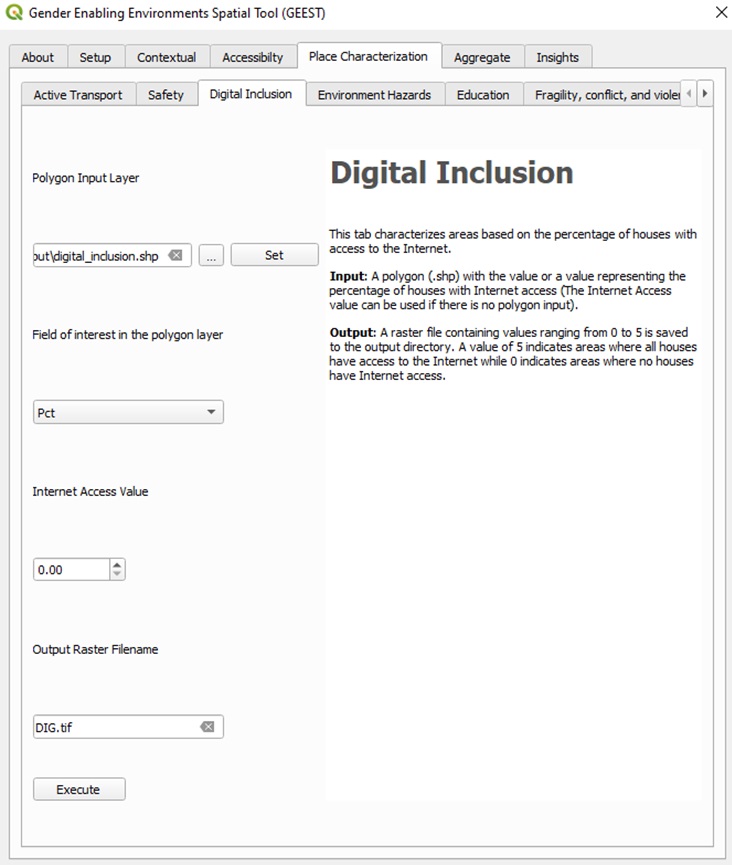 Gender Enabling Environments Spatial Tool (GEEST)
About
Setup
Contextual
Accessibilty
Place Characterization
Aggregate
Insights
Active Transport
Safety
Digital Inclusion
Environment Hazards
Education
Fragility, conflict, and violer
Polygon Input Layer
out\digital_inclusion.shp
...
Set
Field of interest in the polygon layer
Pct
Internet Access Value
0.00
Output Raster Filename
DIG.tif
Execute
Digital Inclusion
This tab characterizes areas based on the percentage of houses with
access to the Internet.
Input: A polygon (.shp) with the value or a value representing the
percentage of houses with Internet access (The Internet Access
value can be used if there is no polygon input).
Output: A raster file containing values ranging from 0 to 5 is saved
to the output directory. A value of 5 indicates areas where all houses
have access to the Internet while 0 indicates areas where no houses
have Internet access.